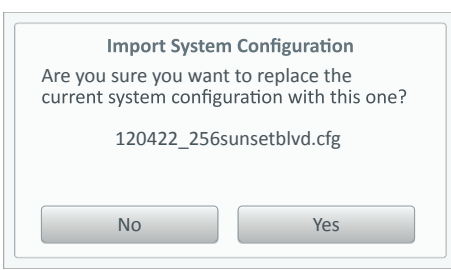 Import System Configuration
Are you sure you want to replace the
current system configuration with this one?
120422_256sunsetblvd.cfg
No
Yes